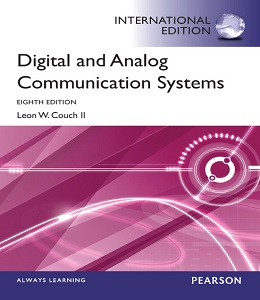 INTERNATIONAL
EDITION
Digital and Analog
Communication Systems
EIGHTH EDITION
Leon W. Couch II
ALWAYS LEARNING
PEARSON